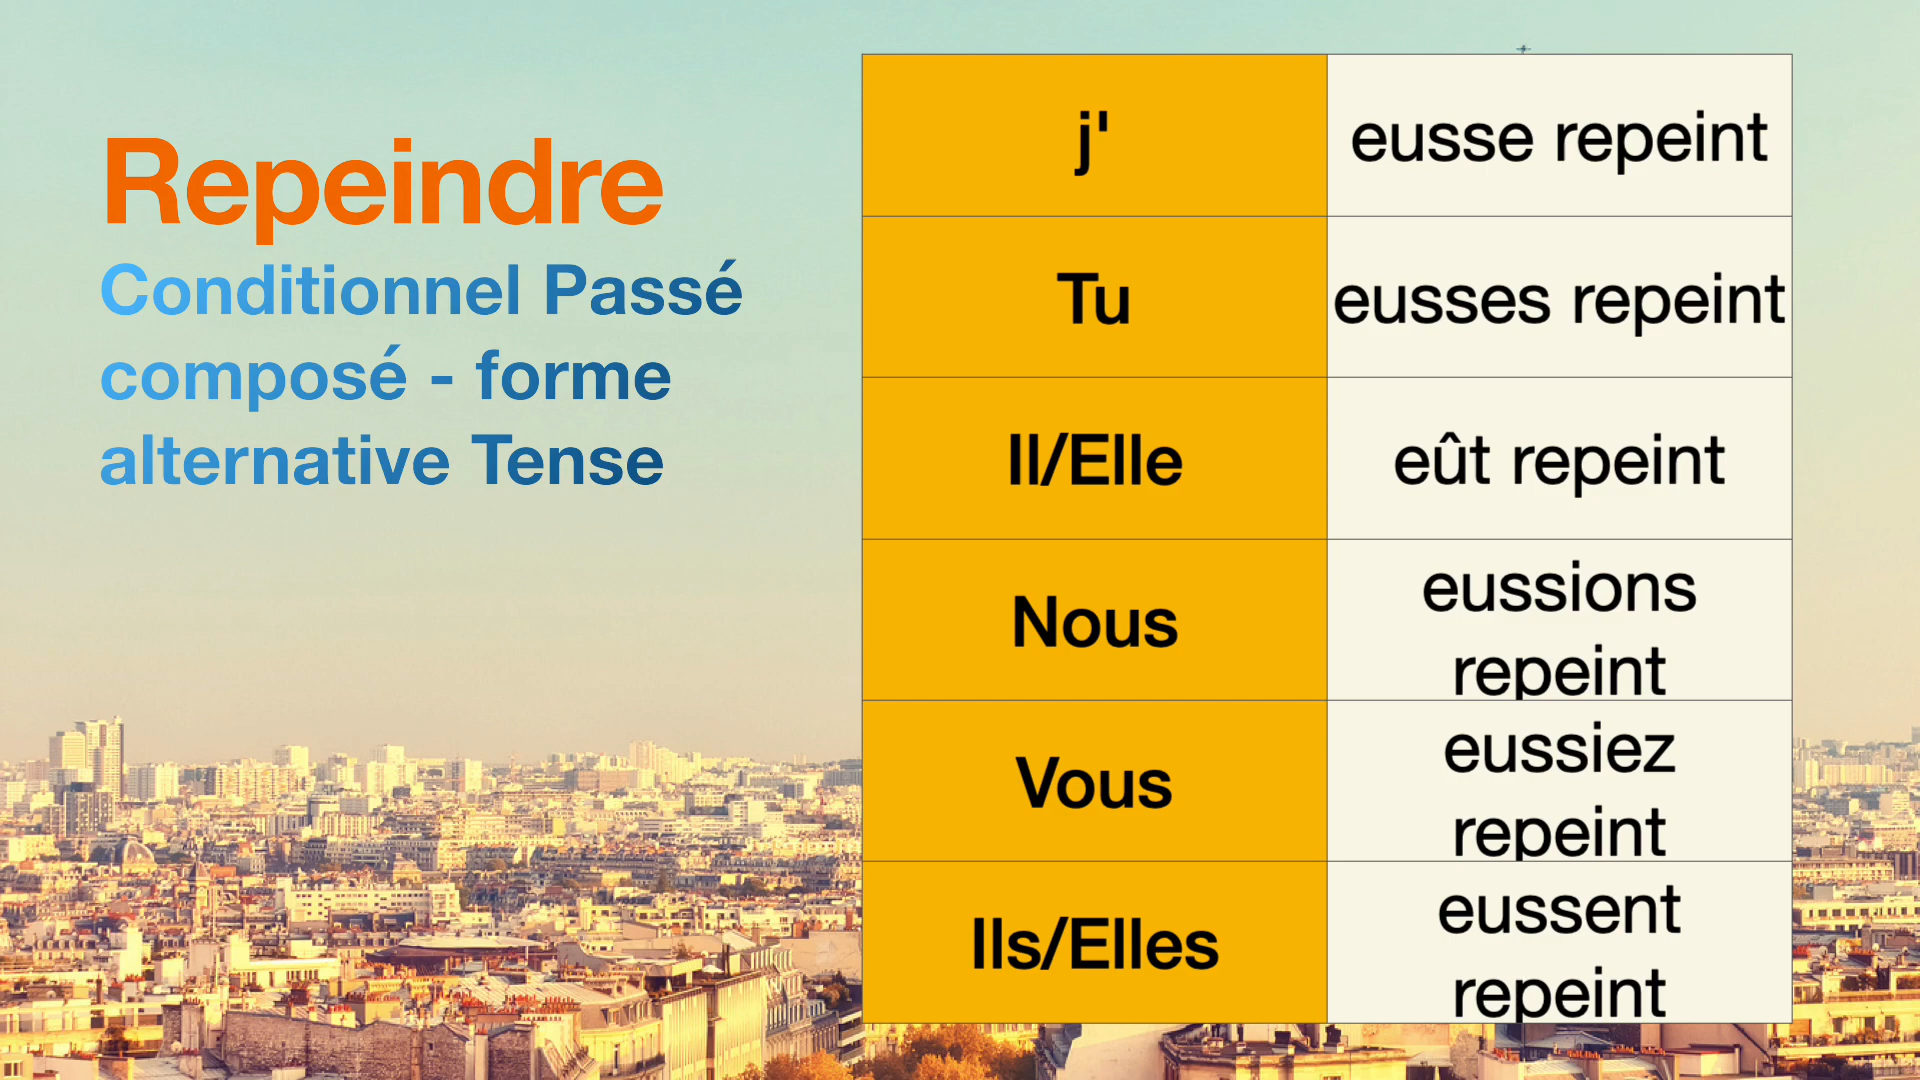 Repeindre
Conditionnel Passé
composé - forme
alternative Tense
j' eusse repeint
Tu eusses repeint
Il/Elle eût repeint
Nous eussions
repeint
Vous eussiez
repeint
Ils/Elles eussent
repeint